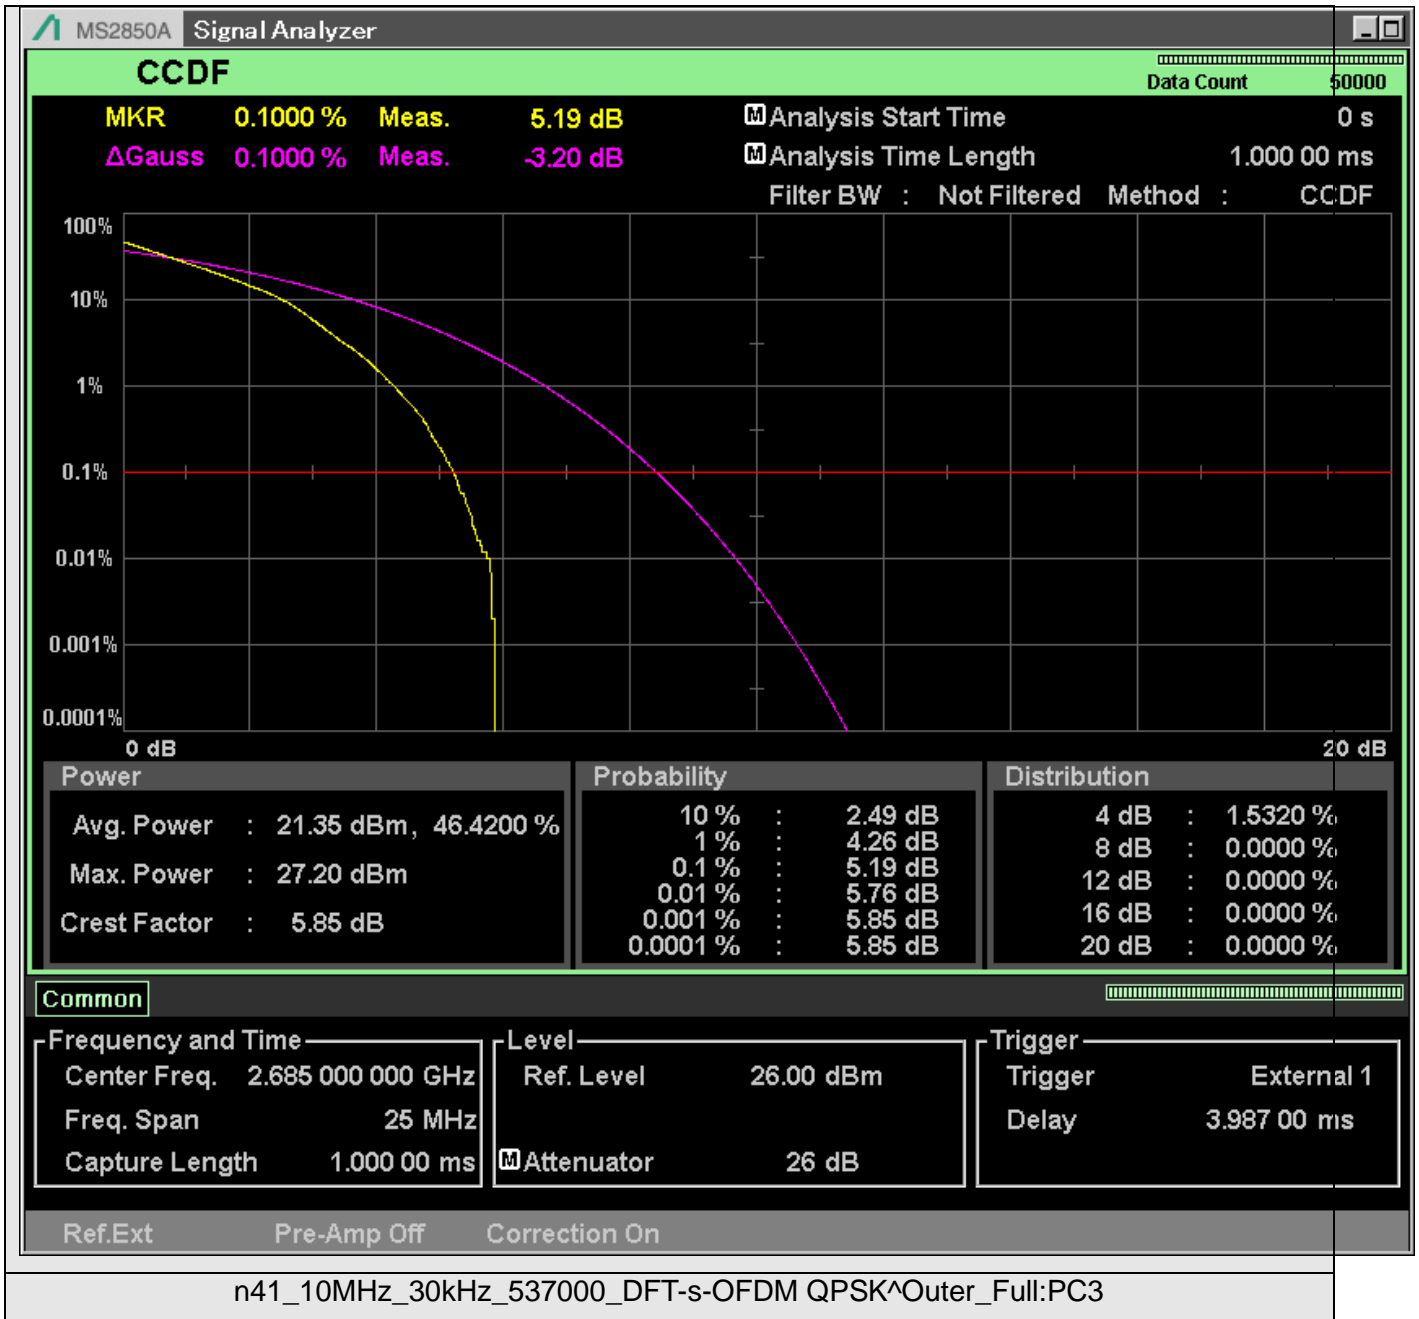 MS2850A Signal Analyzer
CCDF
Data Count 50000
MKR 0.1000 % Meas. 5.19 dB
ΔGauss 0.1000 % Meas. -3.20 dB
M Analysis Start Time 0 s
M Analysis Time Length 1.000 00 ms
Filter BW : Not Filtered Method : CCDF
100%
10%
1%
0.1%
0.01%
0.001%
0.0001%
0 dB 20 dB
Power
Avg. Power : 21.35 dBm, 46.4200 %
Max. Power : 27.20 dBm
Crest Factor : 5.85 dB
Probability
10 % : 2.49 dB
1 % : 4.26 dB
0.1 % : 5.19 dB
0.01 % : 5.76 dB
0.001 % : 5.85 dB
0.0001 % : 5.85 dB
Distribution
4 dB : 1.5320 %
8 dB : 0.0000 %
12 dB : 0.0000 %
16 dB : 0.0000 %
20 dB : 0.0000 %
Common
Frequency and Time
Center Freq. 2.685 000 000 GHz
Freq. Span 25 MHz
Capture Length 1.000 00 ms
Level
Ref. Level 26.00 dBm
M Attenuator 26 dB
Trigger
Trigger External 1
Delay 3.987 00 ms
Ref.Ext Pre-Amp Off Correction On
n41_10MHz_30kHz_537000_DFT-s-OFDM QPSK^Outer_Full:PC3